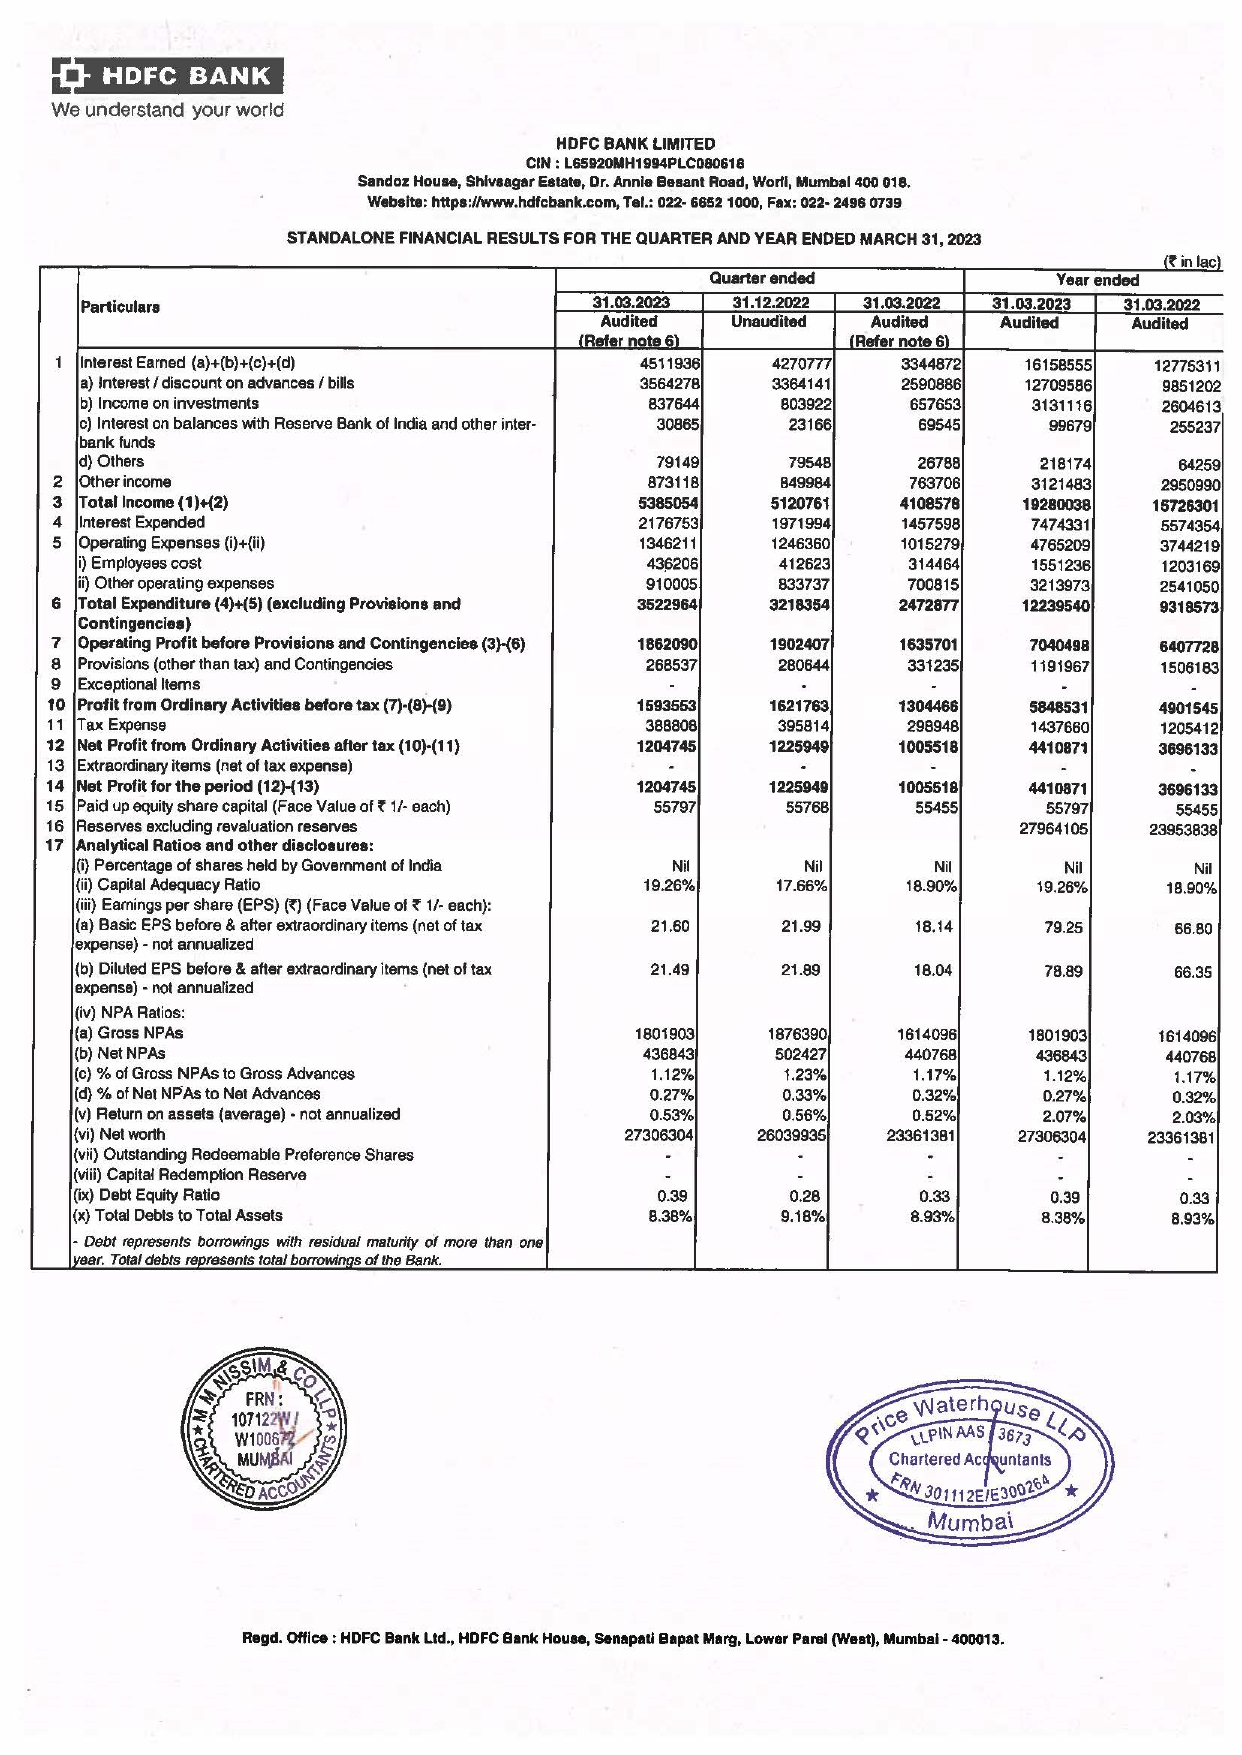 HDFC BANK
We understand your world
HDFC BANK LIMITED
CIN : L65920MH1994PLC080618
Sandoz House, Shivsagar Estate, Dr. Annie Besant Road, Worli, Mumbai 400 018.
Website: https://www.hdfcbank.com, Tel.: 022- 6652 1000, Fax: 022- 2496 0739
STANDALONE FINANCIAL RESULTS FOR THE QUARTER AND YEAR ENDED MARCH 31, 2023
(₹ in lac)
Particulars Quarter ended Year ended
31.03.2023 31.12.2022 31.03.2022 31.03.2023 31.03.2022
Audited Unaudited Audited Audited Audited
(Refer note 6) (Refer note 6)
1 Interest Earned (a)+(b)+(c)+(d) 4511936 4270777 3344872 16158555 12775311
a) Interest / discount on advances / bills 3564278 3364141 2590886 12709586 9851202
b) Income on investments 837644 803922 657653 3131116 2604613
c) Interest on balances with Reserve Bank of India and other inter- 30865 23166 69545 99679 255237
bank funds
d) Others 79149 79548 26788 218174 64259
2 Other income 873118 849984 763706 3121483 2950990
3 Total Income (1)+(2) 5385054 5120761 4108578 19280038 15726301
4 Interest Expended 2176753 1971994 1457598 7474331 5574354
5 Operating Expenses (i)+(ii) 1346211 1246360 1015279 4765209 3744219
i) Employees cost 436206 412623 314464 1551236 1203169
ii) Other operating expenses 910005 833737 700815 3213973 2541050
6 Total Expenditure (4)+(5) (excluding Provisions and 3522964 3218354 2472877 12239540 9318573
Contingencies)
7 Operating Profit before Provisions and Contingencies (3)-(6) 1862090 1902407 1635701 7040498 6407728
8 Provisions (other than tax) and Contingencies 268537 280644 331235 1191967 1506183
9 Exceptional Items - - - - -
10 Profit from Ordinary Activities before tax (7)-(8)-(9) 1593553 1621763 1304466 5848531 4901545
11 Tax Expense 388808 395814 298948 1437660 1205412
12 Net Profit from Ordinary Activities after tax (10)-(11) 1204745 1225949 1005518 4410871 3696133
13 Extraordinary items (net of tax expense) - - - - -
14 Net Profit for the period (12)-(13) 1204745 1225949 1005518 4410871 3696133
15 Paid up equity share capital (Face Value of ₹ 1/- each) 55797 55768 55455 55797 55455
16 Reserves excluding revaluation reserves 27964105 23953838
17 Analytical Ratios and other disclosures:
(i) Percentage of shares held by Government of India Nil Nil Nil Nil Nil
(ii) Capital Adequacy Ratio 19.26% 17.66% 18.90% 19.26% 18.90%
(iii) Earnings per share (EPS) (₹) (Face Value of ₹ 1/- each):
(a) Basic EPS before & after extraordinary items (net of tax 21.60 21.99 18.14 79.25 66.80
expense) - not annualized
(b) Diluted EPS before & after extraordinary items (net of tax 21.49 21.89 18.04 78.89 66.35
expense) - not annualized
(iv) NPA Ratios:
(a) Gross NPAs 1801903 1876390 1614096 1801903 1614096
(b) Net NPAs 436843 502427 440768 436843 440768
(c) % of Gross NPAs to Gross Advances 1.12% 1.23% 1.17% 1.12% 1.17%
(d) % of Net NPAs to Net Advances 0.27% 0.33% 0.32% 0.27% 0.32%
(v) Return on assets (average) - not annualized 0.53% 0.56% 0.52% 2.07% 2.03%
(vi) Net worth 27306304 26039935 23361381 27306304 23361381
(vii) Outstanding Redeemable Preference Shares - - - - -
(viii) Capital Redemption Reserve - - - - -
(ix) Debt Equity Ratio 0.39 0.28 0.33 0.39 0.33
(x) Total Debts to Total Assets 8.38% 9.18% 8.93% 8.38% 8.93%
- Debt represents borrowings with residual maturity of more than one
year. Total debts represents total borrowings of the Bank.
M M NISSIM & CO LLP
FRN :
107122W/
W100672
MUMBAI
CHARTERED ACCOUNTANTS
Price Waterhouse LLP
LLPIN AAS 3673
Chartered Accountants
FRN 301112E/E300264
Mumbai
Regd. Office : HDFC Bank Ltd., HDFC Bank House, Senapati Bapat Marg, Lower Parel (West), Mumbai - 400013.